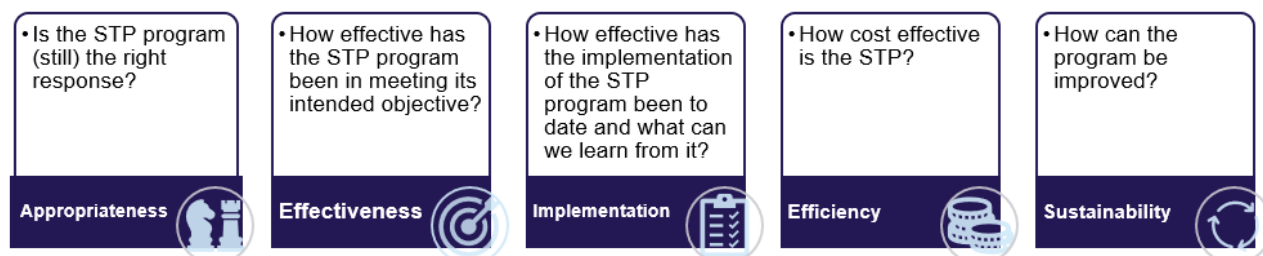 • Is the STP program
(still) the right
response?
Appropriateness
• How effective has
the STP program
been in meeting its
intended objective?
Effectiveness
• How effective has
the implementation
of the STP
program been to
date and what can
we learn from it?
Implementation
• How cost effective
is the STP?
Efficiency
• How can the
program be
improved?
Sustainability